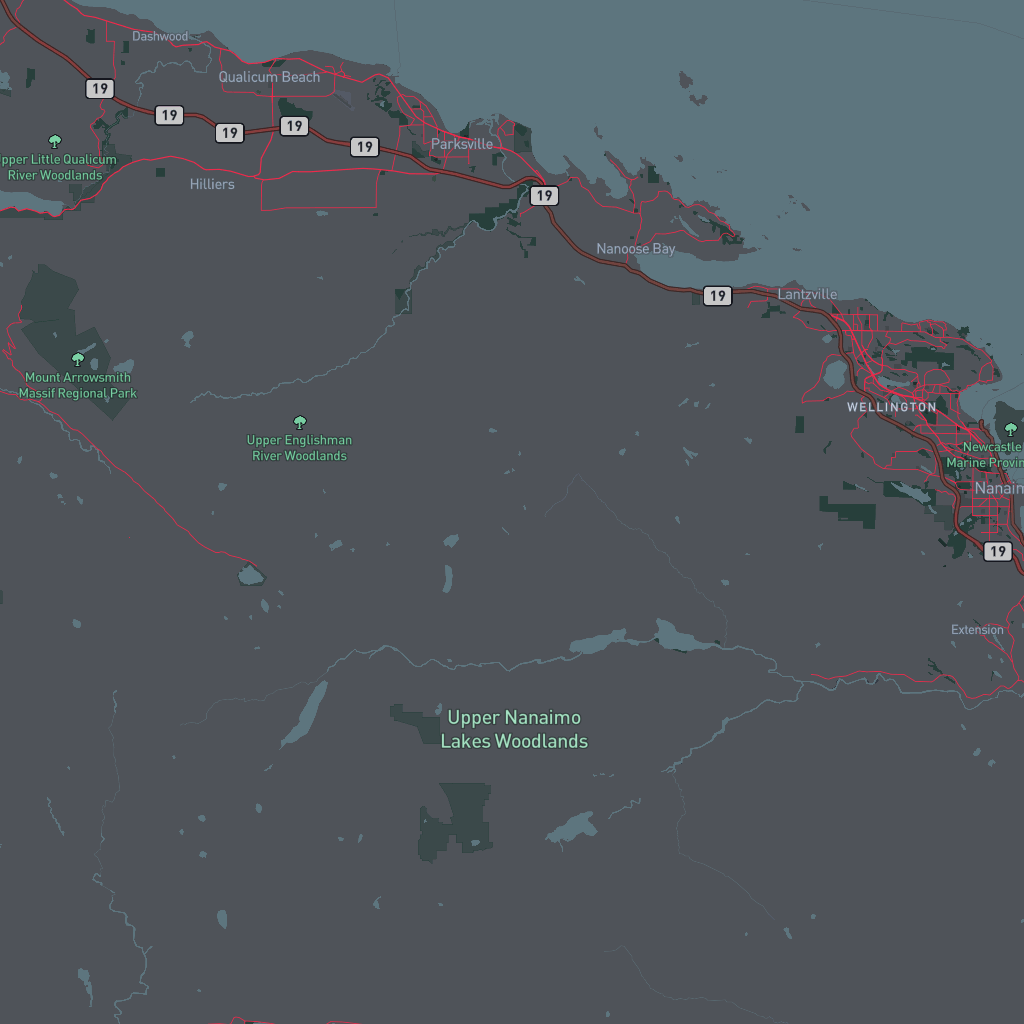 Dashwood
Qualicum Beach
19
19
19
19
19
Parksville
pper Little Qualicum
River Woodlands
Hilliers
19
Nanoose Bay
19
Lantzville
Mount Arrowsmith
Massif Regional Park
WELLINGTON
Upper Englishman
River Woodlands
Newcastle
Marine Provin
Nanaim
19
Extension
Upper Nanaimo
Lakes Woodlands